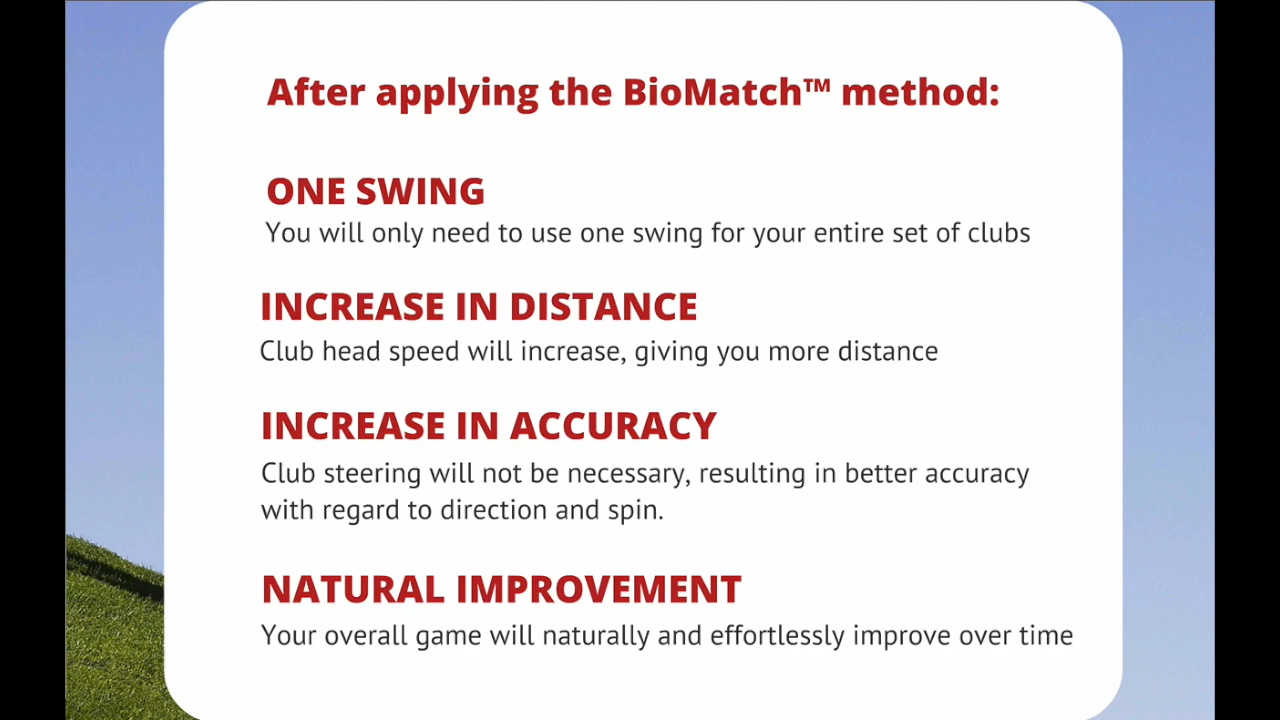 After applying the BioMatch™ method:
ONE SWING
You will only need to use one swing for your entire set of clubs
INCREASE IN DISTANCE
Club head speed will increase, giving you more distance
INCREASE IN ACCURACY
Club steering will not be necessary, resulting in better accuracy
with regard to direction and spin.
NATURAL IMPROVEMENT
Your overall game will naturally and effortlessly improve over time